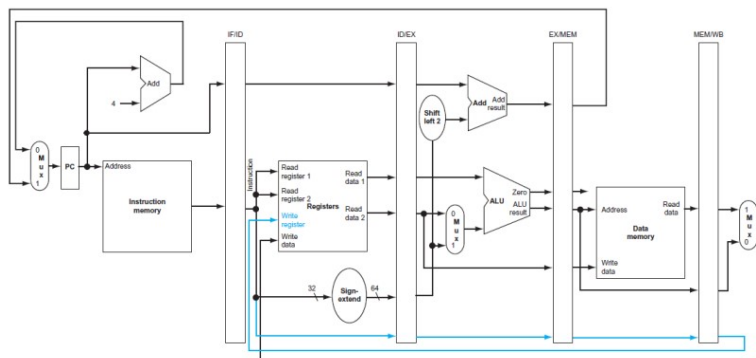 IF/ID
ID/EX
EX/MEM
MEM/WB
Add
4
Add
Add
result
Shift
left 2
0
M
u
x
1
PC
Address
Instruction
memory
Instruction
Read
register 1
Read
data 1
Read
register 2
Registers
Read
data 2
Write
register
Write
data
0
M
u
x
1
Zero
ALU
ALU
result
Address
Read
data
Data
memory
Write
data
1
M
u
x
0
32
Sign-
extend
64